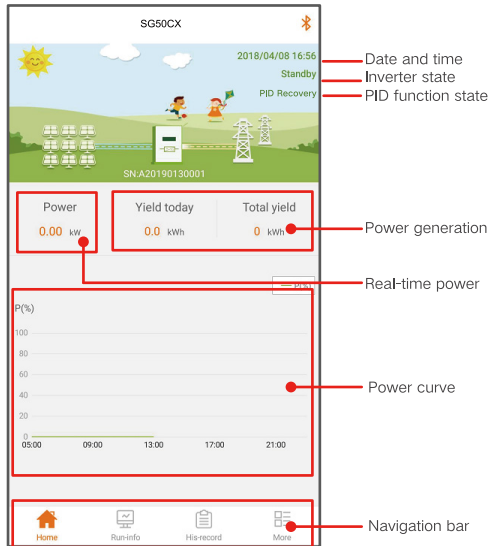 SG50CX
2018/04/08 16:56
Standby
PID Recovery
SN:A20190130001
Power
Yield today
Total yield
0.00 kW
0.0 kWh
0 kWh
P(%)
P(%)
100
80
60
40
20
0
05:00 09:00 13:00 17:00 21:00
Home Run-info His-record More
Date and time
Inverter state
PID function state
Power generation
Real-time power
Power curve
Navigation bar